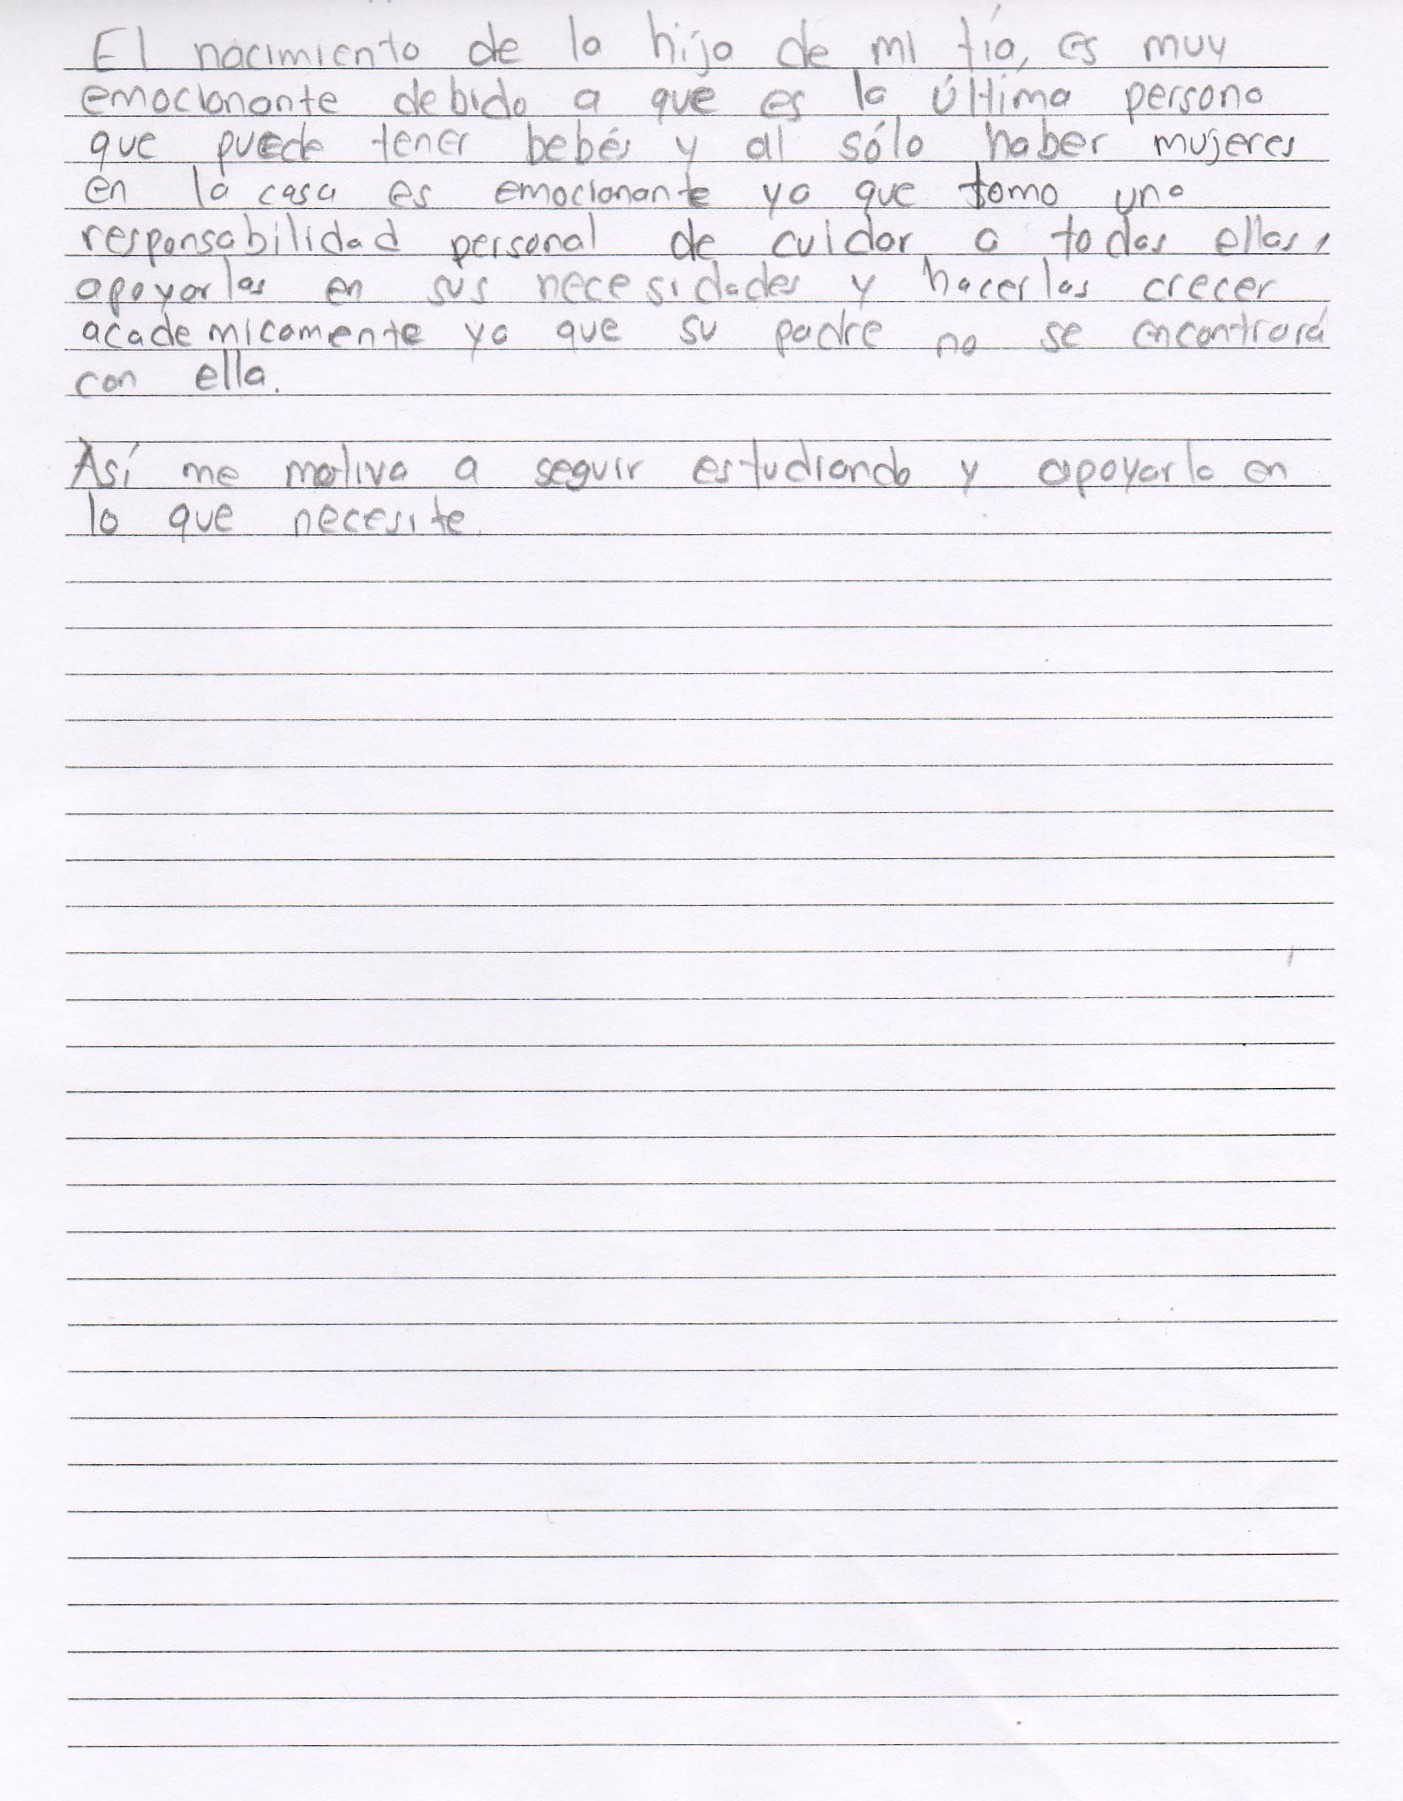 El nacimiento de la hija de mi tía, es muy
emocionante debido a que es la última persona
que puede tener bebés y al sólo haber mujeres
en la casa es emocionante ya que tomo una
responsabilidad personal de cuidar a todas ellas,
apoyarlas en sus necesidades y hacerlas crecer
academicamente ya que su padre no se encontrará
con ella.
Así me motiva a seguir estudiando y apoyarla en
lo que necesite.